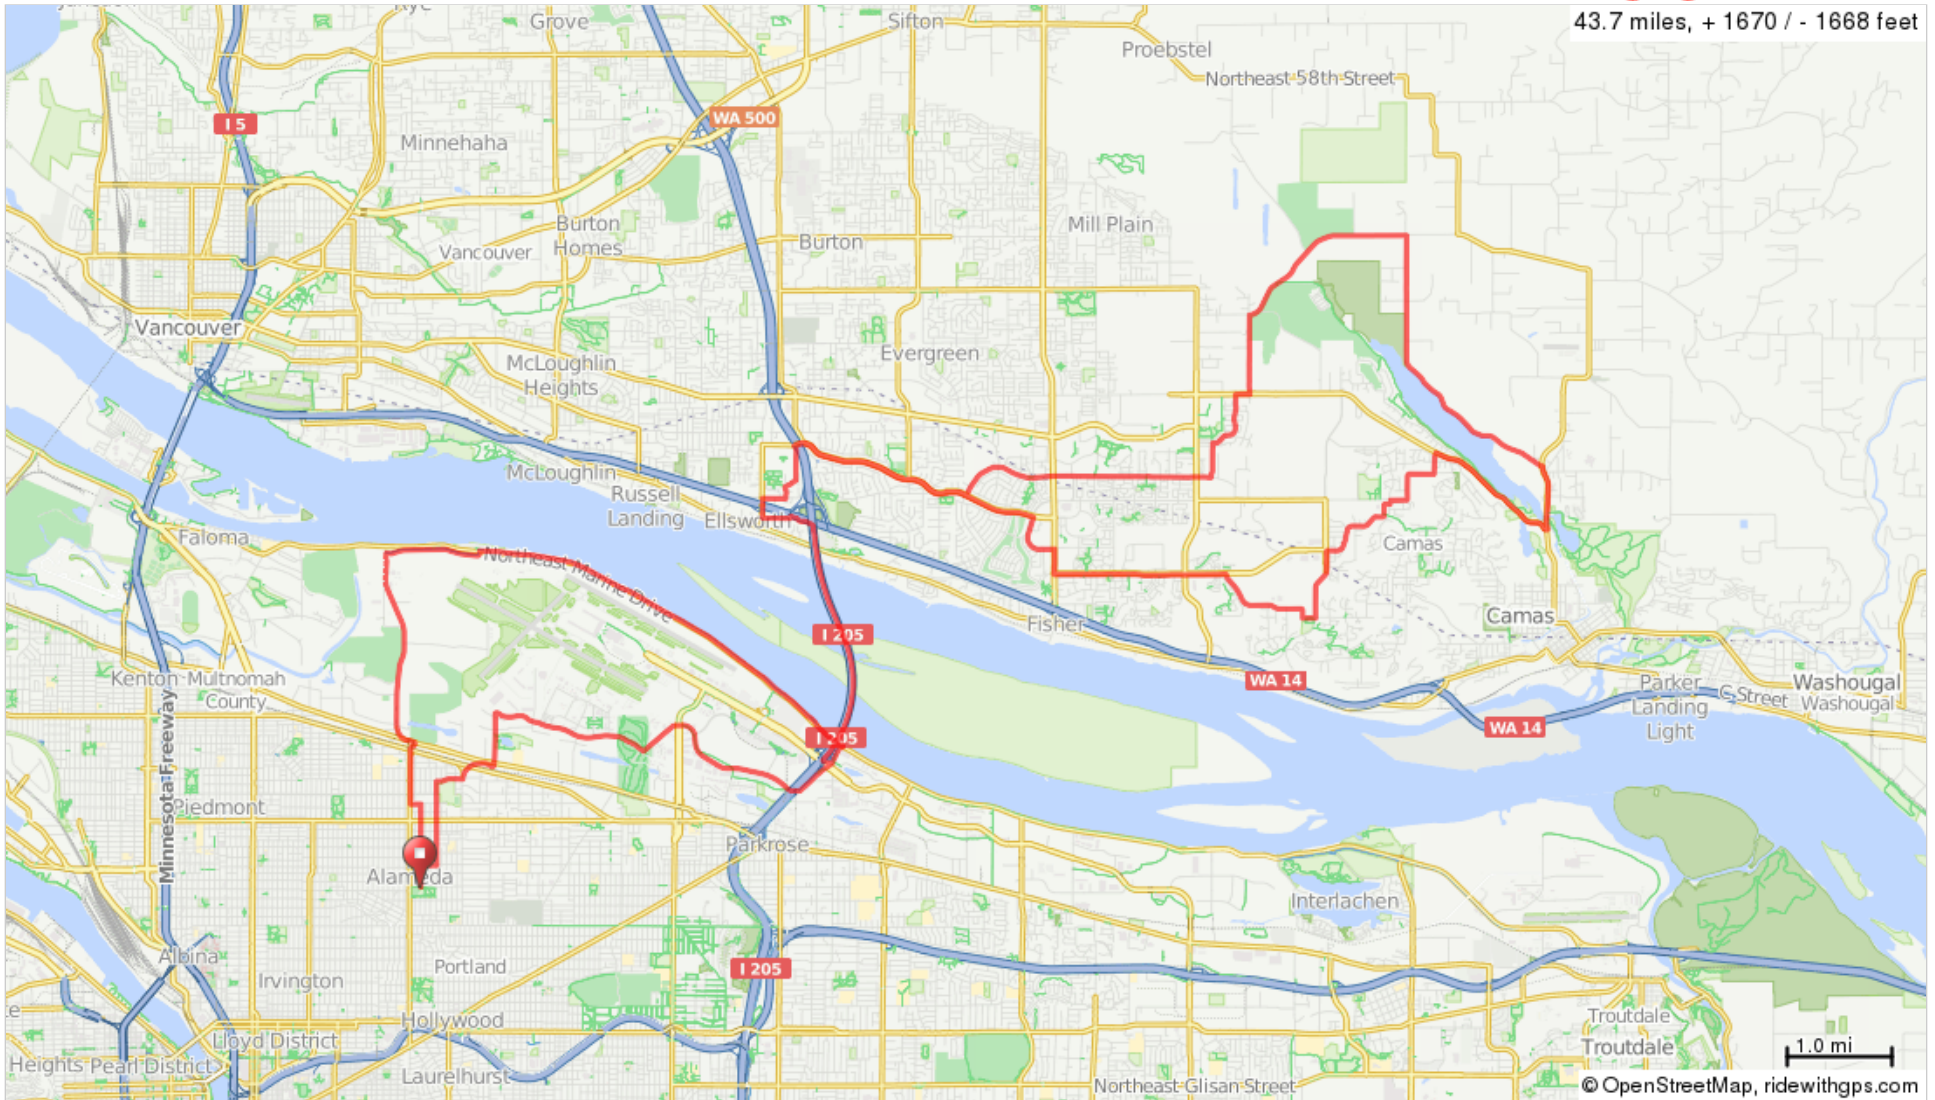 Grove
Sifton
43.7 miles, + 1670 / - 1668 feet
Proebstel
Northeast 58th Street
I 5
WA 500
Minnehaha
Burton
Homes
Mill Plain
Vancouver
Burton
Vancouver
McLoughlin
Heights
Evergreen
McLoughlin
Russell
Landing
Ellsworth
Faloma
Northeast Marine Drive
Camas
Camas
Fisher
I 205
Kenton
Multnomah
County
WA 14
Parker
Landing
Light
C Street
Washougal
Washougal
WA 14
I 205
Minnesota Freeway
Piedmont
Parkrose
Alameda
Interlachen
Albina
Irvington
Portland
I 205
Hollywood
Lloyd District
Troutdale
Troutdale
1.0 mi
Heights
Pearl District
Laurelhurst
Northeast Glisan Street
© OpenStreetMap, ridewithgps.com